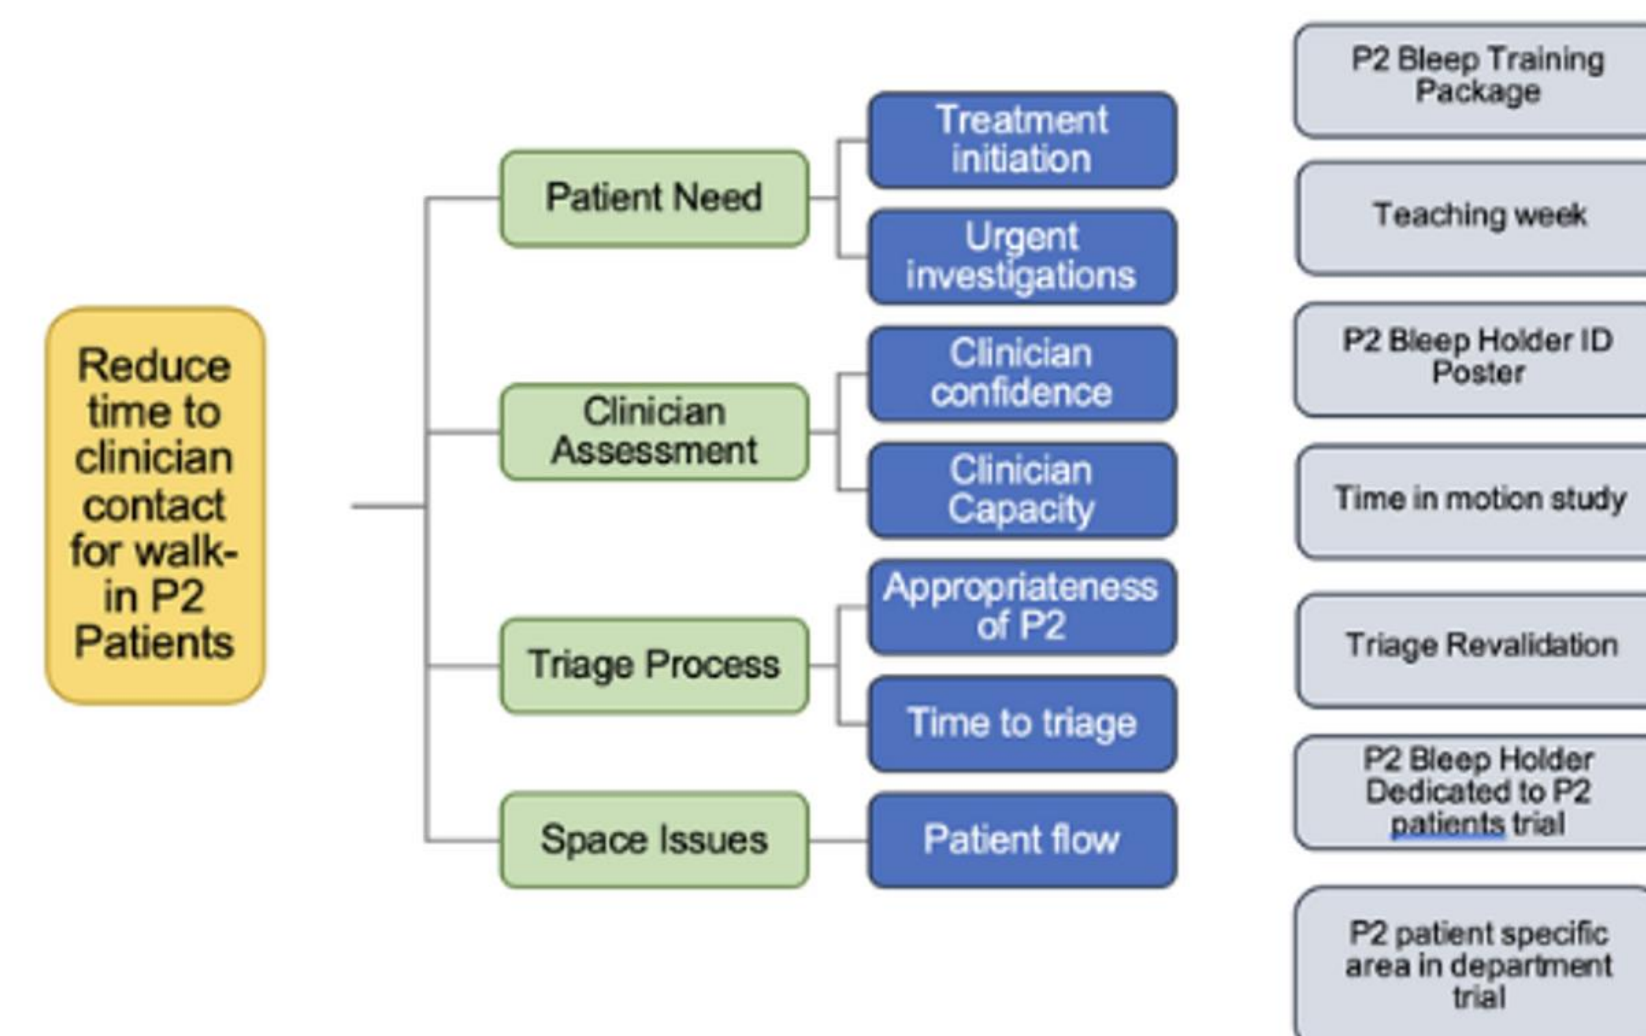 Reduce
time to
clinician
contact
for walk-
in P2
Patients
Patient Need
Clinician
Assessment
Triage Process
Space Issues
Treatment
initiation
Urgent
investigations
Clinician
confidence
Clinician
Capacity
Appropriateness
of P2
Time to triage
Patient flow
P2 Bleep Training
Package
Teaching week
P2 Bleep Holder ID
Poster
Time in motion study
Triage Revalidation
P2 Bleep Holder
Dedicated to P2
patients trial
P2 patient specific
area in department
trial